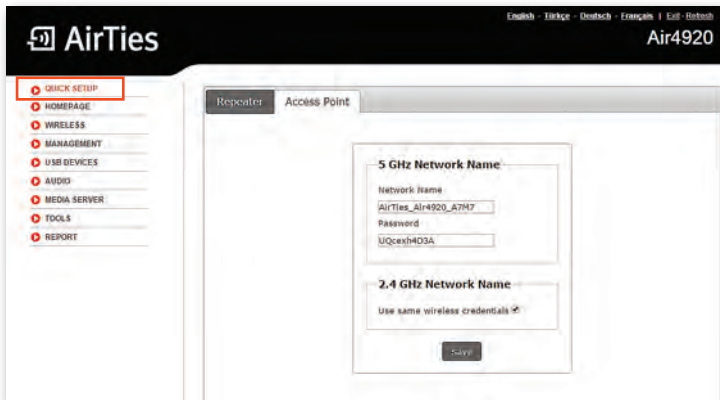 English - Türkçe - Deutsch - Français | Exit - Refresh
AirTies
Air4920
QUICK SETUP
HOMEPAGE
WIRELESS
MANAGEMENT
USB DEVICES
AUDIO
MEDIA SERVER
TOOLS
REPORT
Repeater
Access Point
5 GHz Network Name
Network Name
AirTies_Air4920_A7M7
Password
UQcexh4D3A
2.4 GHz Network Name
Use same wireless credentials
Save